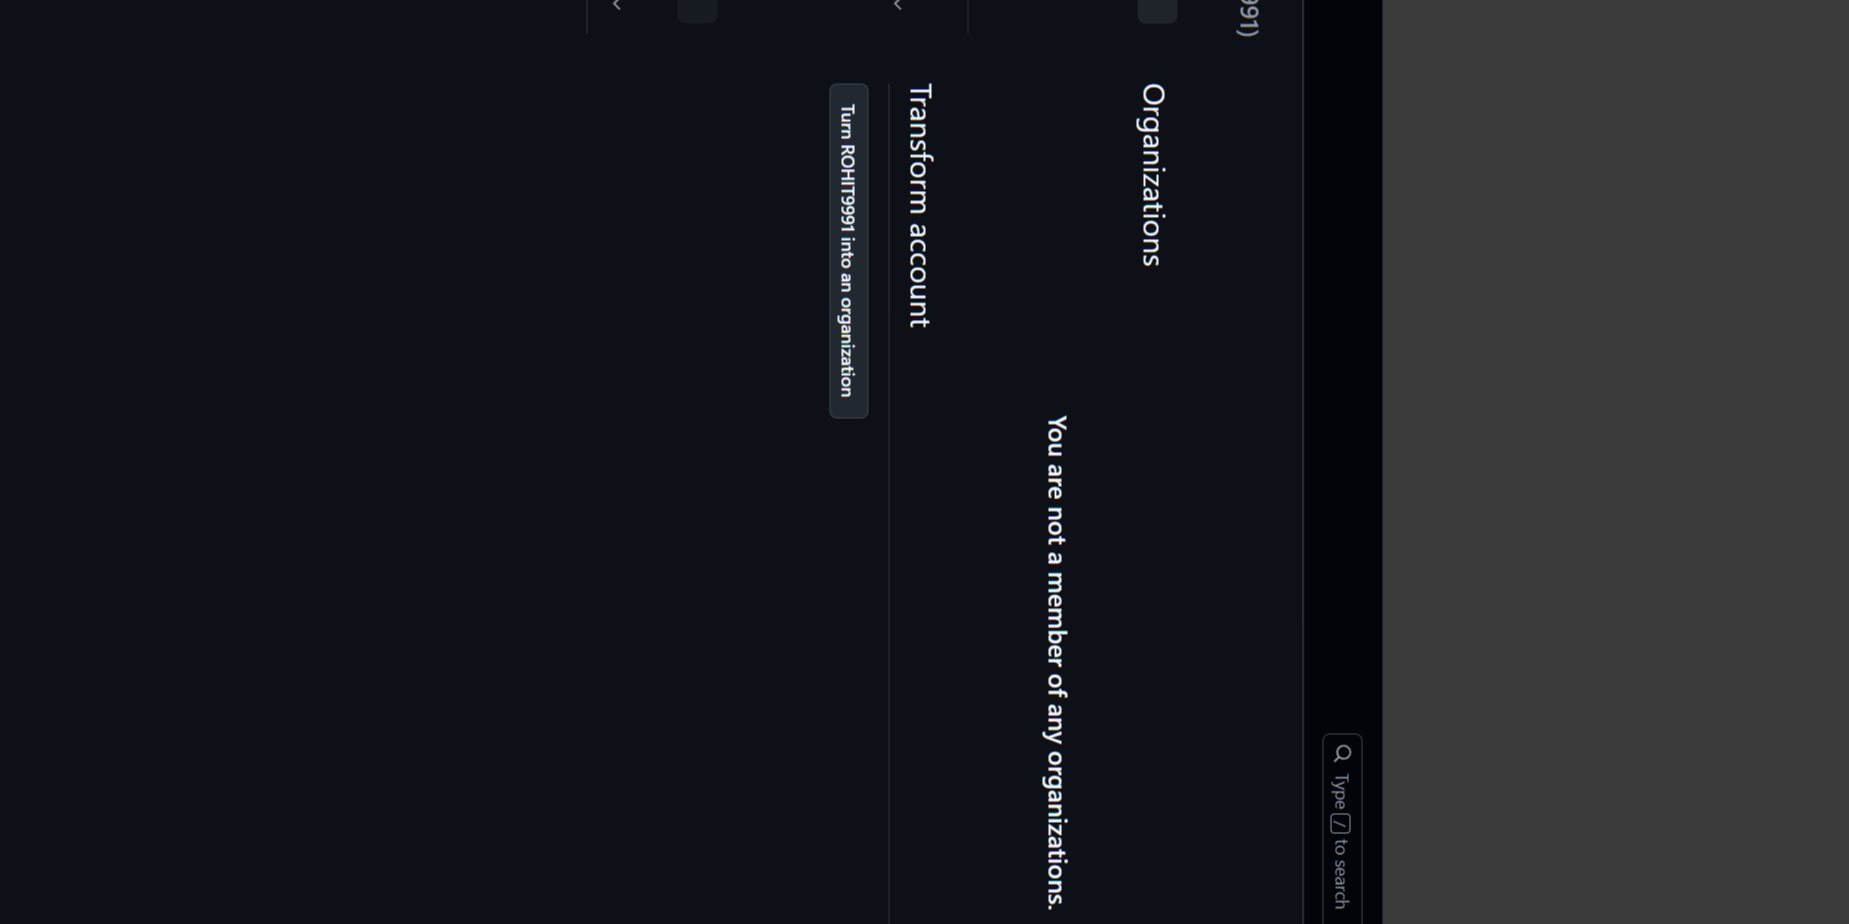 991)
Type / to search
Organizations
You are not a member of any organizations.
Transform account
Turn ROHIT9991 into an organization